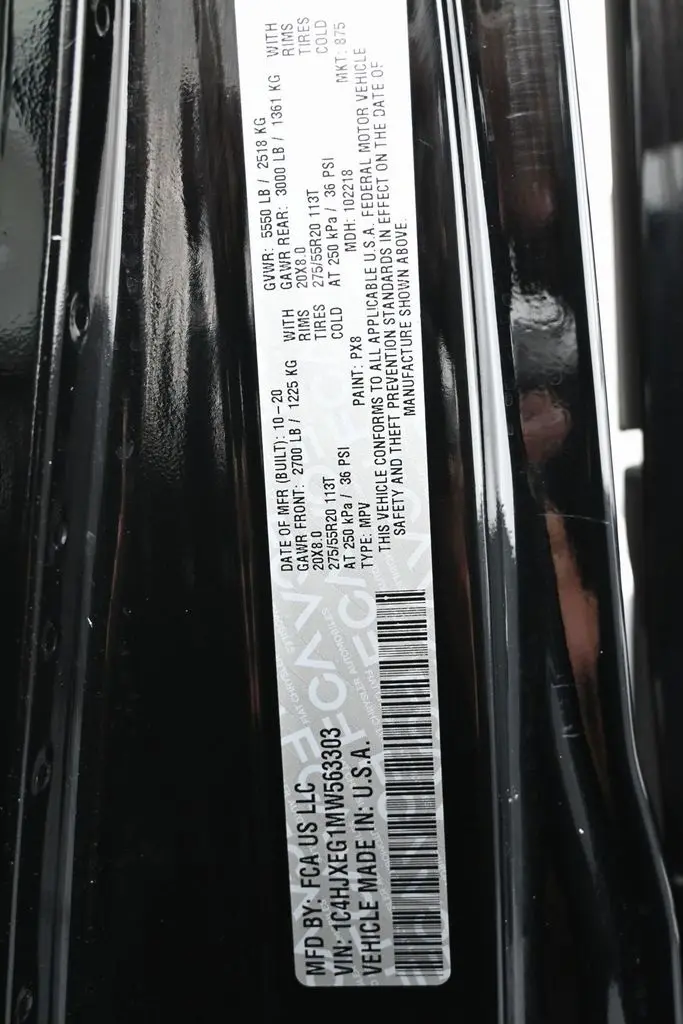 MFD BY: FCA US LLC
VIN: 1C4HJXEG1MW563303
VEHICLE MADE IN: U.S.A.
DATE OF MFR (BUILT): 10-20 GVWR: 5550 LB / 2518 KG
GAWR FRONT: 2700 LB / 1225 KG WITH GAWR REAR: 3000 LB / 1361 KG WITH
20X8.0 RIMS 20X8.0 RIMS
275/55R20 113T TIRES 275/55R20 113T TIRES
AT 250 kPa / 36 PSI COLD AT 250 kPa / 36 PSI COLD
TYPE: MPV PAINT: PX8 MDH: 102218 MKT: 875
THIS VEHICLE CONFORMS TO ALL APPLICABLE U.S.A. FEDERAL MOTOR VEHICLE
SAFETY AND THEFT PREVENTION STANDARDS IN EFFECT ON THE DATE OF
MANUFACTURE SHOWN ABOVE.